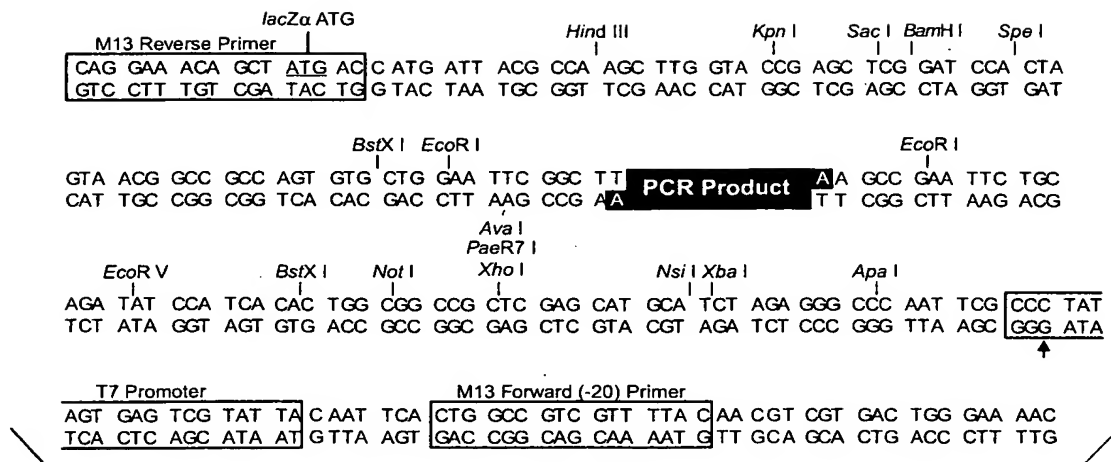 lacZα ATG
M13 Reverse Primer
Hind III Kpn I Sac I BamH I Spe I
CAG GAA ACA GCT ATG AC C ATG ATT ACG CCA AGC TTG GTA CCG AGC TCG GAT CCA CTA
GTC CTT TGT CGA TAC TG G TAC TAA TGC GGT TCG AAC CAT GGC TCG AGC CTA GGT GAT
BstX I EcoR I EcoR I
GTA ACG GCC GCC AGT GTG CTG GAA TTC GGC TT PCR Product A A GCC GAA TTC TGC
CAT TGC CGG CGG TCA CAC GAC CTT AAG CCG A A T T CGG CTT AAG ACG
Ava I
PaeR7 I
EcoR V BstX I Not I Xho I Nsi I Xba I Apa I
AGA TAT CCA TCA CAC TGG CGG CCG CTC GAG CAT GCA TCT AGA GGG CCC AAT TCG CCC TAT
TCT ATA GGT AGT GTG ACC GCC GGC GAG CTC GTA CGT AGA TCT CCC GGG TTA AGC GGG ATA
T7 Promoter M13 Forward (-20) Primer
AGT GAG TCG TAT TA C AAT TCA CTG GCC GTC GTT TTA C AA CGT CGT GAC TGG GAA AAC
TCA CTC AGC ATA AT G TTA AGT GAC CGG CAG CAA AAT G TT GCA GCA CTG ACC CTT TTG